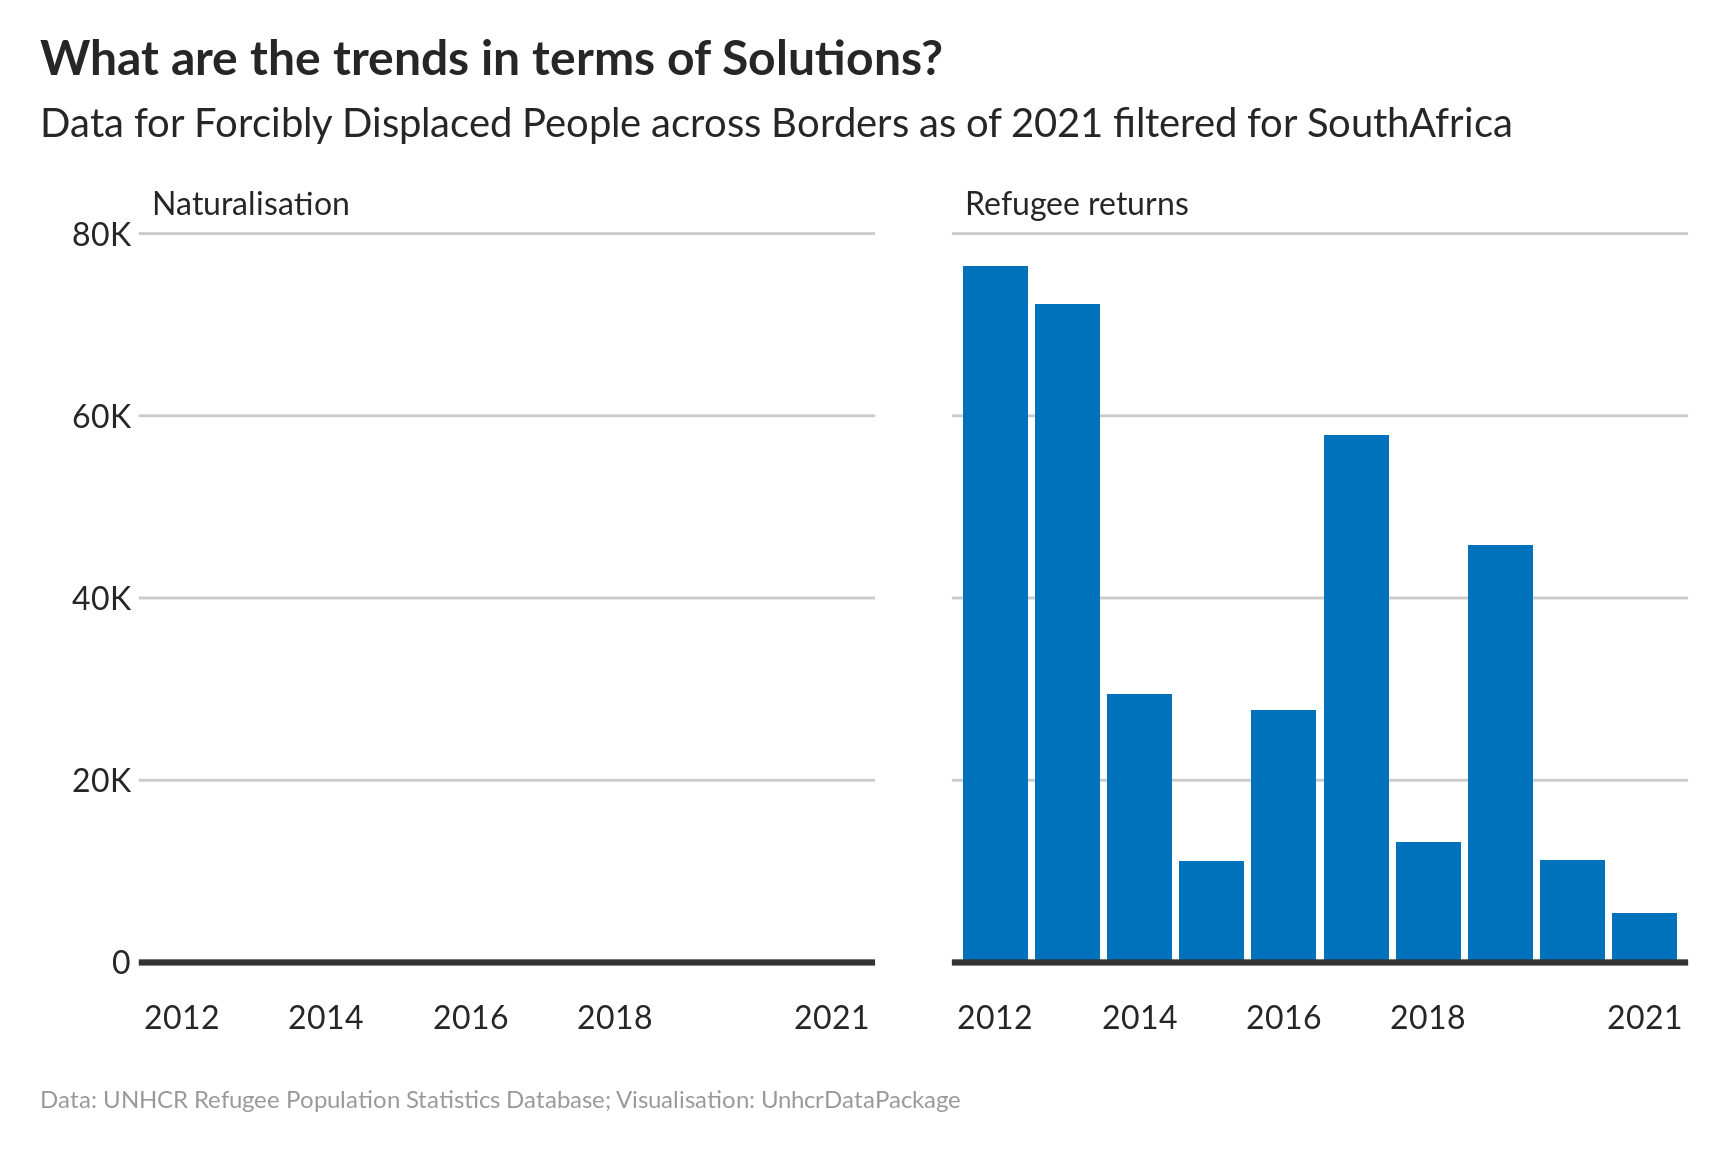 What are the trends in terms of Solutions?
Data for Forcibly Displaced People across Borders as of 2021 filtered for SouthAfrica
Naturalisation
Refugee returns
80K
60K
40K
20K
0
2012 2014 2016 2018 2021
2012 2014 2016 2018 2021
Data: UNHCR Refugee Population Statistics Database; Visualisation: UnhcrDataPackage